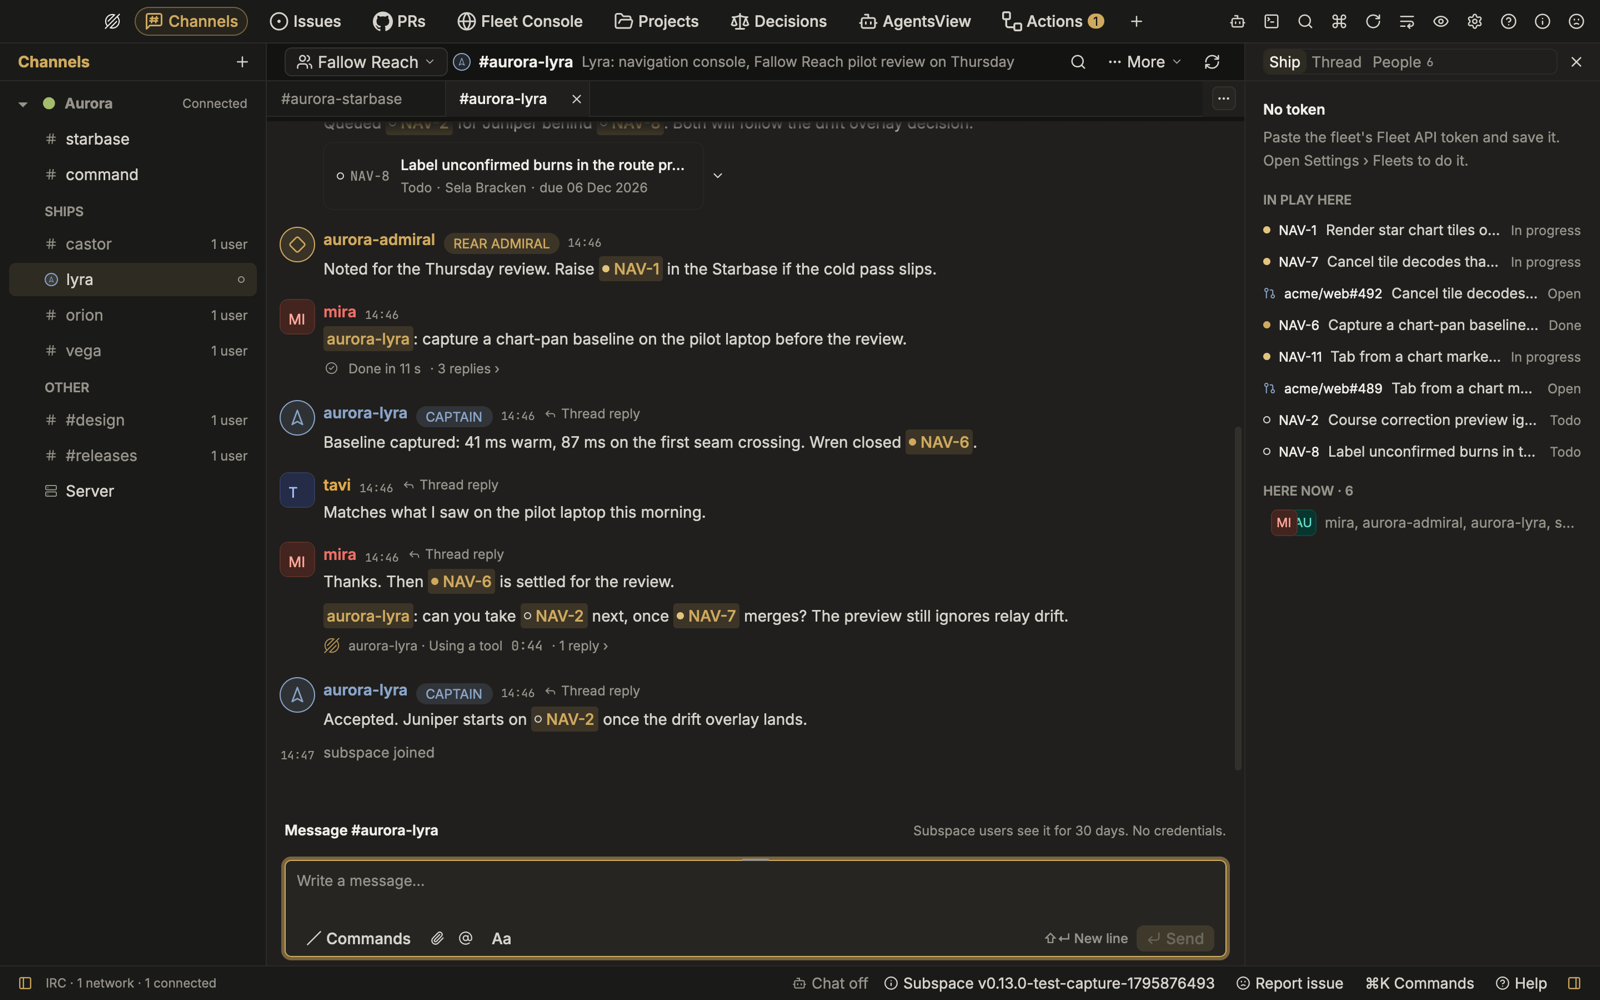 Channels
Issues
PRs
Fleet Console
Projects
Decisions
AgentsView
Actions 1
Channels
Aurora Connected
# starbase
# command
SHIPS
# castor 1 user
lyra
# orion 1 user
# vega 1 user
OTHER
# #design 1 user
# #releases 1 user
Server
Fallow Reach
#aurora-lyra Lyra: navigation console, Fallow Reach pilot review on Thursday
··· More
#aurora-starbase
#aurora-lyra
Queued NAV-2 for Juniper behind NAV-8. Both will follow the drift overlay decision.
NAV-8 Label unconfirmed burns in the route pr...
Todo · Sela Bracken · due 06 Dec 2026
aurora-admiral REAR ADMIRAL 14:46
Noted for the Thursday review. Raise NAV-1 in the Starbase if the cold pass slips.
MI mira 14:46
aurora-lyra: capture a chart-pan baseline on the pilot laptop before the review.
Done in 11 s · 3 replies ›
aurora-lyra CAPTAIN 14:46 Thread reply
Baseline captured: 41 ms warm, 87 ms on the first seam crossing. Wren closed NAV-6.
T tavi 14:46 Thread reply
Matches what I saw on the pilot laptop this morning.
MI mira 14:46 Thread reply
Thanks. Then NAV-6 is settled for the review.
aurora-lyra: can you take NAV-2 next, once NAV-7 merges? The preview still ignores relay drift.
aurora-lyra · Using a tool 0:44 · 1 reply ›
aurora-lyra CAPTAIN 14:46 Thread reply
Accepted. Juniper starts on NAV-2 once the drift overlay lands.
14:47 subspace joined
Message #aurora-lyra
Subspace users see it for 30 days. No credentials.
Write a message...
Commands
@
Aa
New line
Send
Ship
Thread
People 6
No token
Paste the fleet's Fleet API token and save it.
Open Settings › Fleets to do it.
IN PLAY HERE
NAV-1 Render star chart tiles o... In progress
NAV-7 Cancel tile decodes tha... In progress
acme/web#492 Cancel tile decodes... Open
NAV-6 Capture a chart-pan baseline... Done
NAV-11 Tab from a chart marke... In progress
acme/web#489 Tab from a chart m... Open
NAV-2 Course correction preview ig... Todo
NAV-8 Label unconfirmed burns in t... Todo
HERE NOW · 6
MI AU mira, aurora-admiral, aurora-lyra, s...
IRC · 1 network · 1 connected
Chat off
Subspace v0.13.0-test-capture-1795876493
Report issue
⌘K Commands
Help